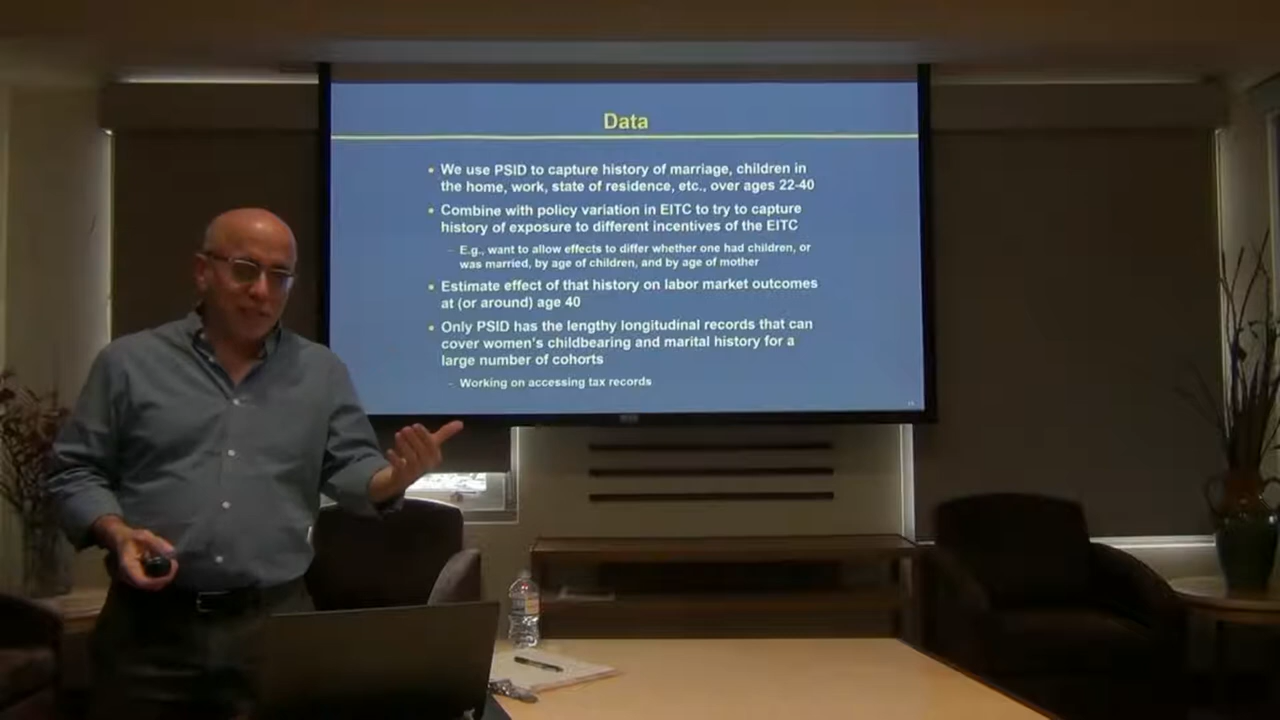 Data
• We use PSID to capture history of marriage, children in
the home, work, state of residence, etc., over ages 22-40
• Combine with policy variation in EITC to try to capture
history of exposure to different incentives of the EITC
– E.g., want to allow effects to differ whether one had children, or
was married, by age of children, and by age of mother
• Estimate effect of that history on labor market outcomes
at (or around) age 40
• Only PSID has the lengthy longitudinal records that can
cover women's childbearing and marital history for a
large number of cohorts
– Working on accessing tax records